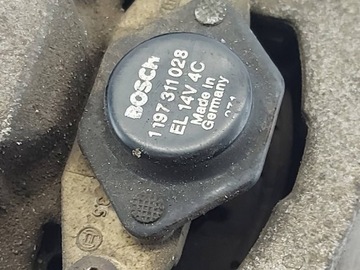 BOSCH
1197 311 028
EL 14V 4C
Made In
Germany